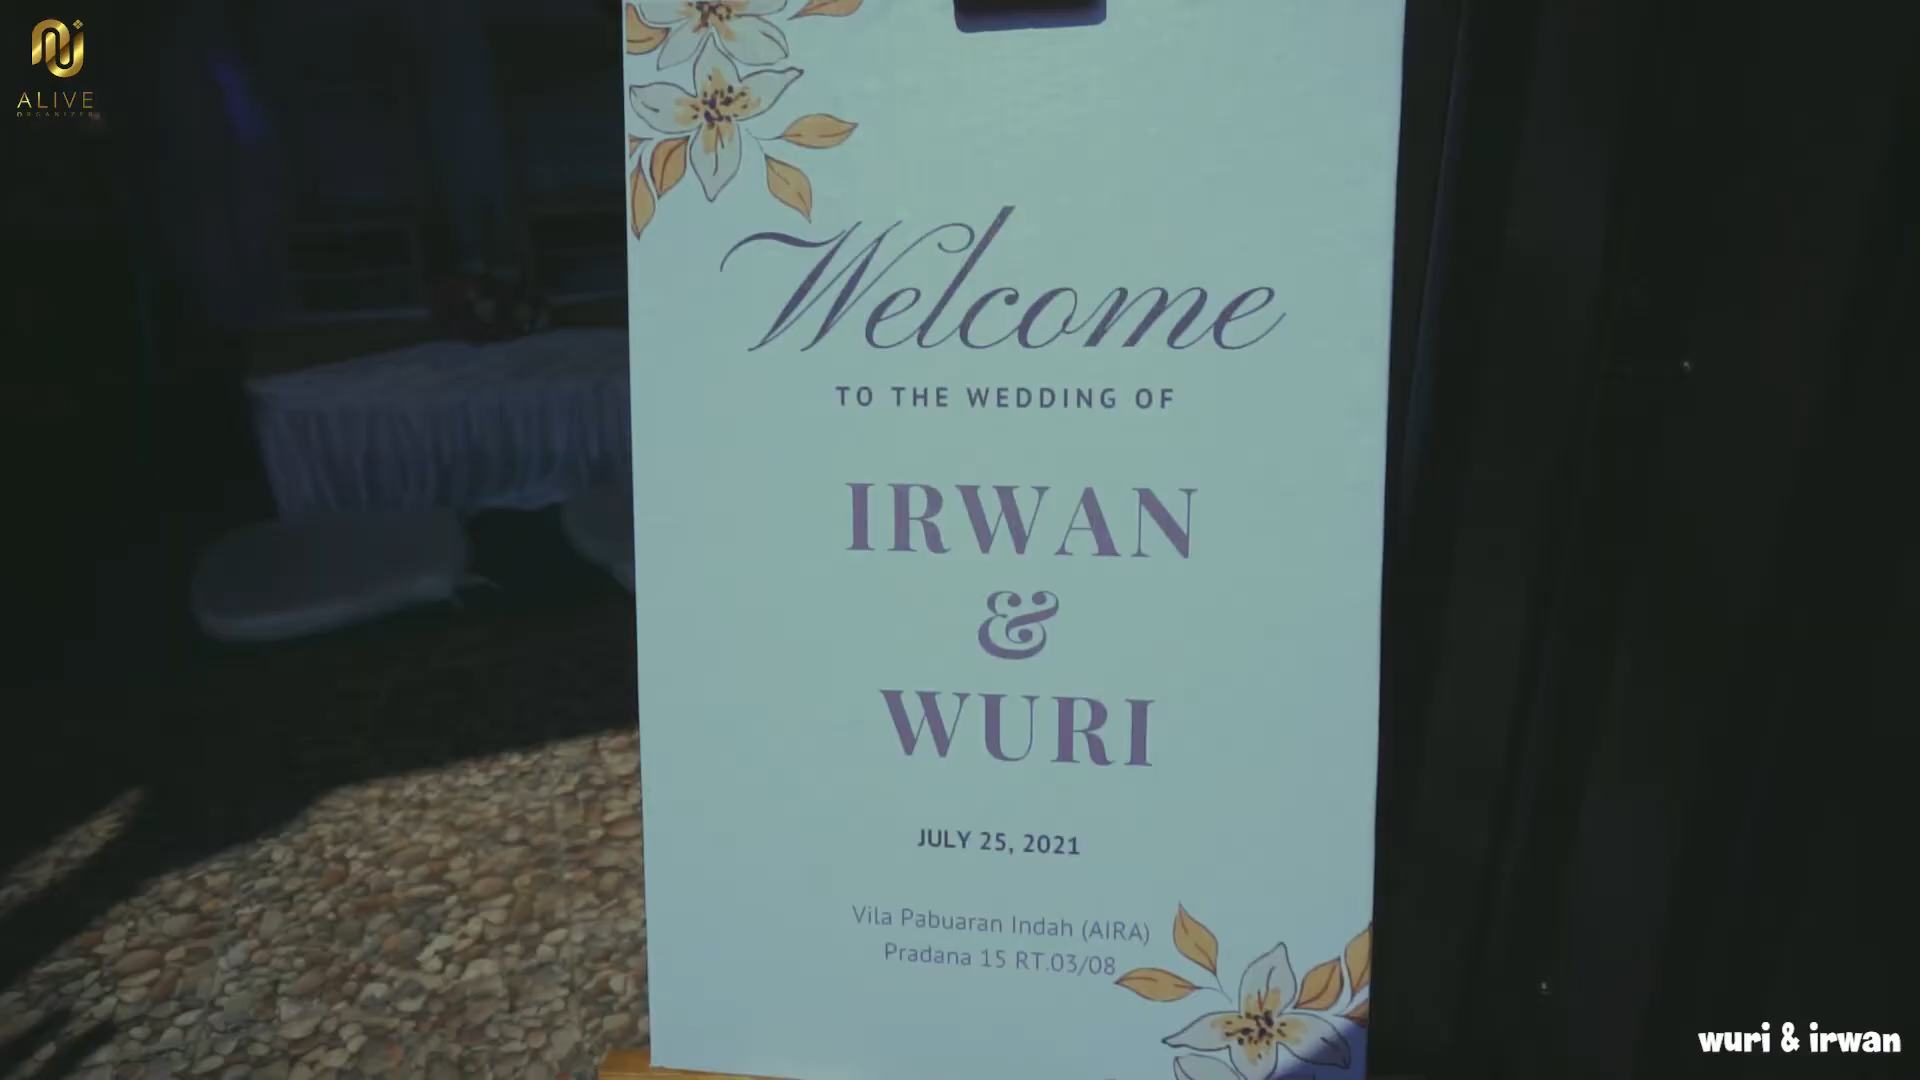 ALIVE
ORGANIZER
Welcome
TO THE WEDDING OF
IRWAN
&
WURI
JULY 25, 2021
Vila Pabuaran Indah (AIRA)
Pradana 15 RT.03/08
wuri & irwan